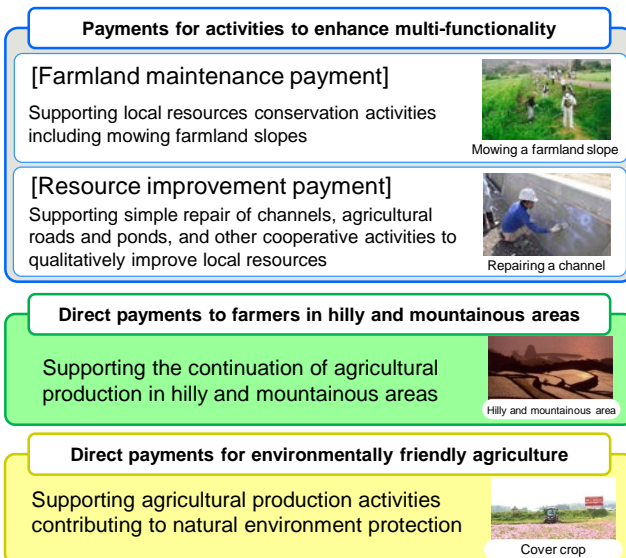 Payments for activities to enhance multi-functionality
[Farmland maintenance payment]
Supporting local resources conservation activities
including mowing farmland slopes
Mowing a farmland slope
[Resource improvement payment]
Supporting simple repair of channels, agricultural
roads and ponds, and other cooperative activities to
qualitatively improve local resources
Repairing a channel
Direct payments to farmers in hilly and mountainous areas
Supporting the continuation of agricultural
production in hilly and mountainous areas
Hilly and mountainous area
Direct payments for environmentally friendly agriculture
Supporting agricultural production activities
contributing to natural environment protection
Cover crop